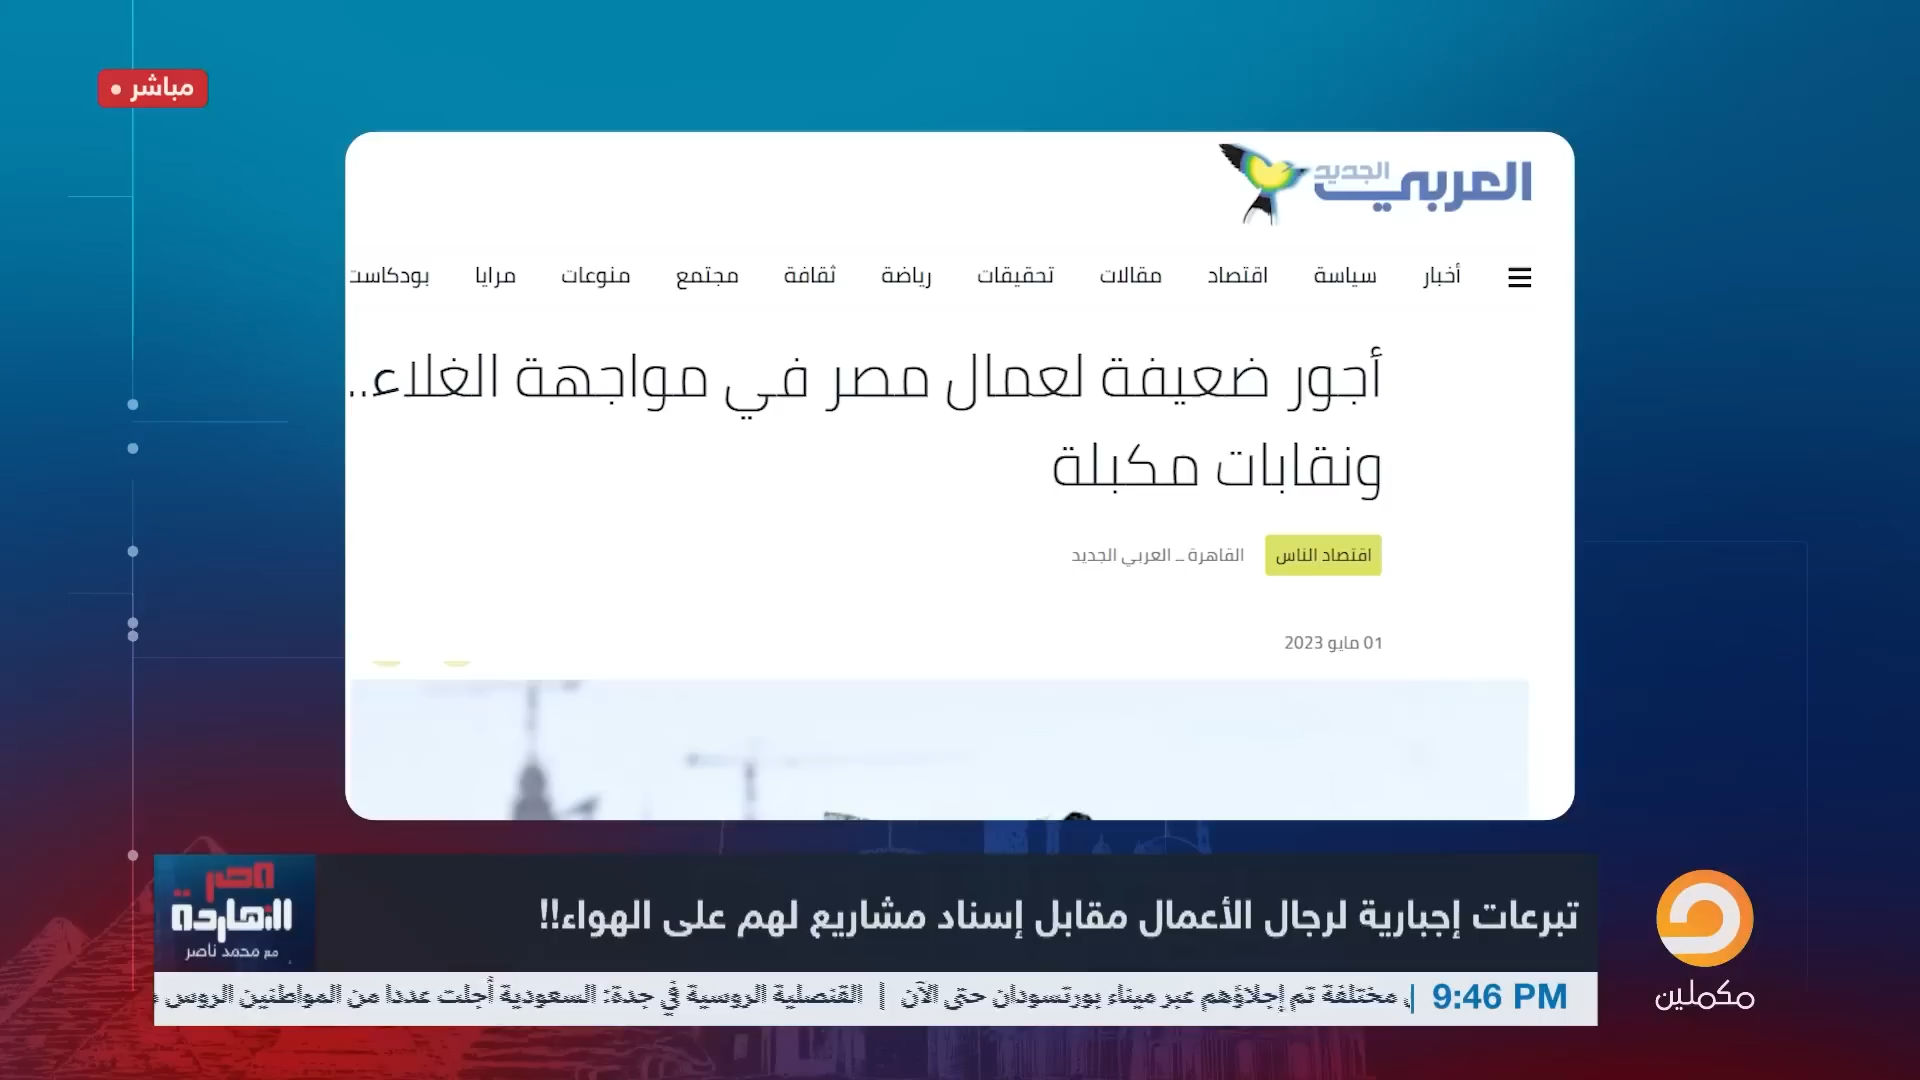 مباشر
العربي الجديد
أخبار سياسة اقتصاد مقالات تحقيقات رياضة ثقافة مجتمع منوعات مرايا بودكاست
أجور ضعيفة لعمال مصر في مواجهة الغلاء..
ونقابات مكبلة
اقتصاد الناس القاهرة ــ العربي الجديد
01 مايو 2023
تبرعات إجبارية لرجال الأعمال مقابل إسناد مشاريع لهم على الهواء!!
مصر
النهاردة
مع محمد ناصر
9:46 PM
مختلفة تم إجلاؤهم عبر ميناء بورتسودان حتى الآن | القنصلية الروسية في جدة: السعودية أجلت عددا من المواطنين الروس
مكملين